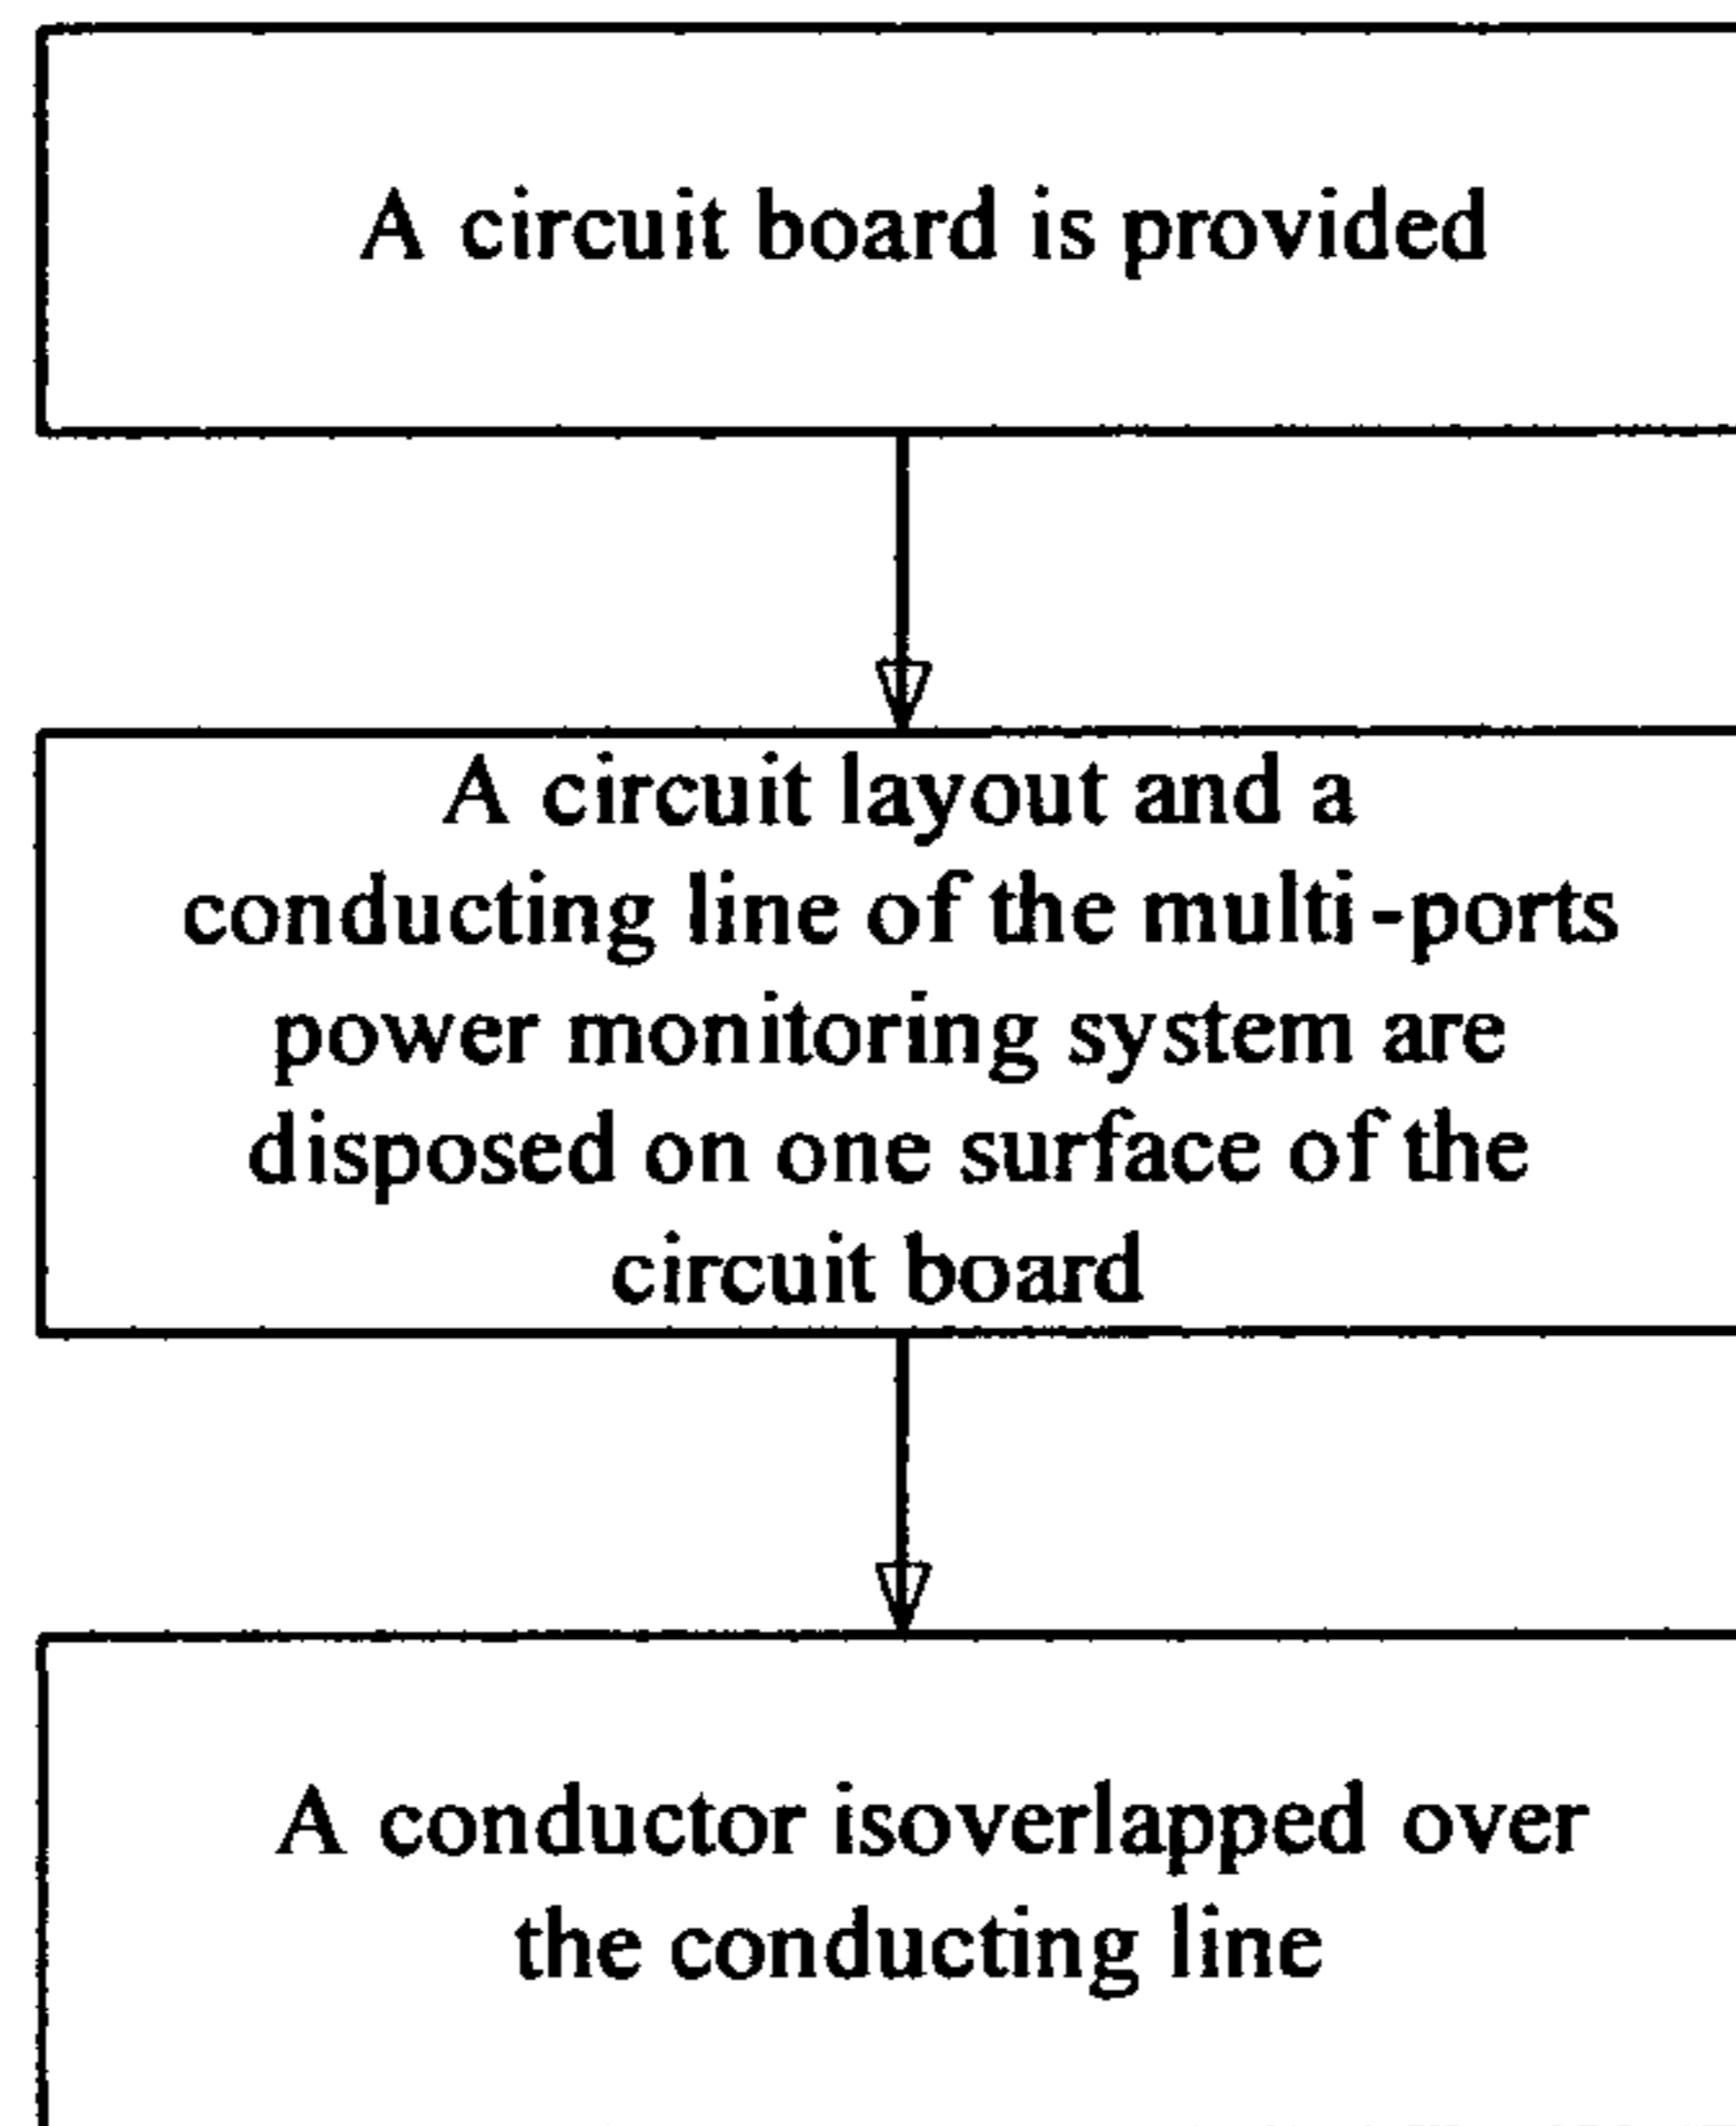 A circuit board is provided
A circuit layout and a
conducting line of the multi-ports
power monitoring system are
disposed on one surface of the
circuit board
A conductor isoverlapped over
the conducting line